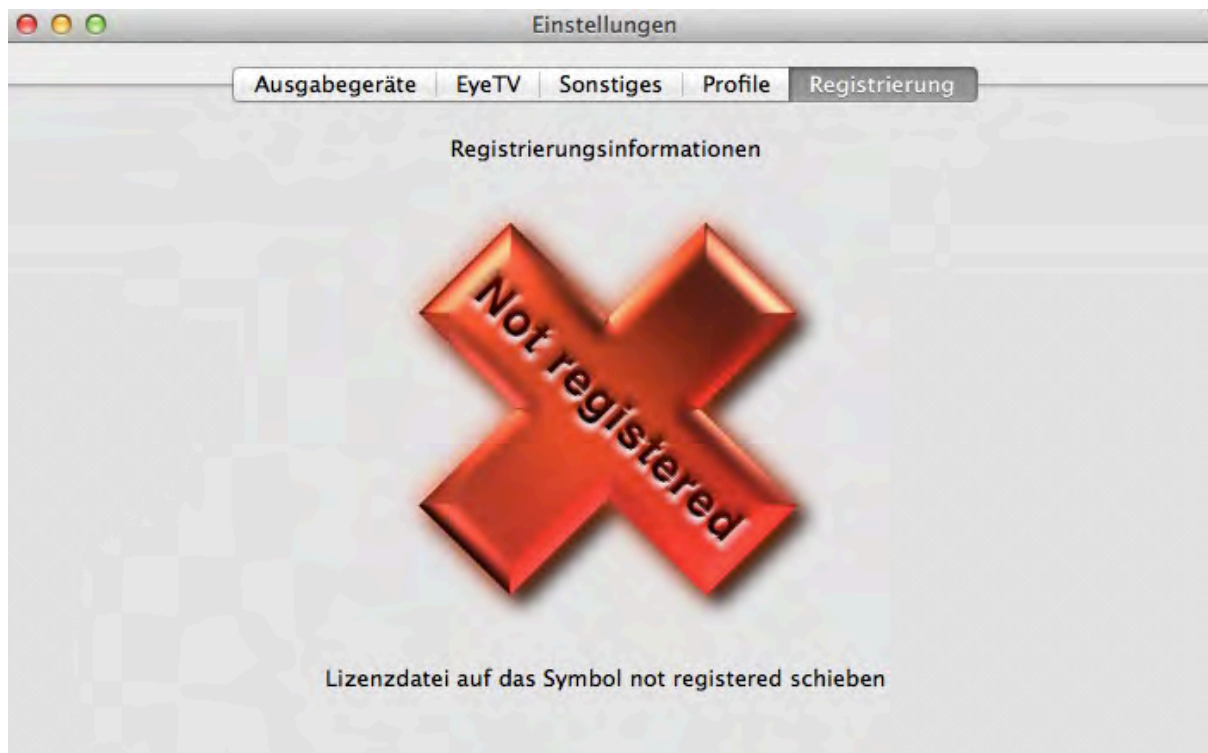 Einstellungen
Ausgabegeräte EyeTV Sonstiges Profile Registrierung
Registrierungsinformationen
Not registered
Lizenzdatei auf das Symbol not registered schieben